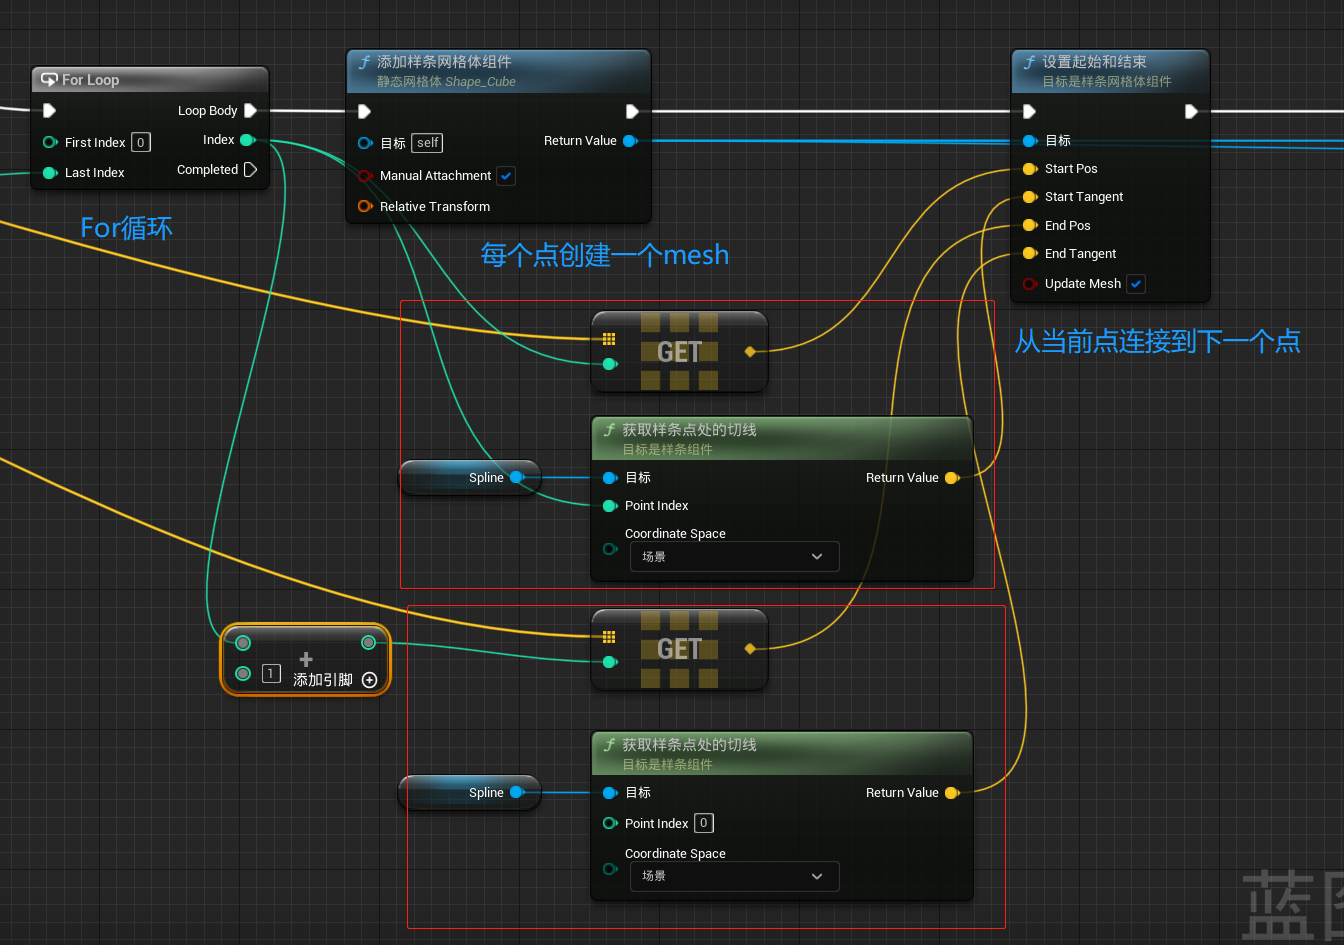 For Loop
Loop Body
First Index 0
Index
Last Index
Completed
For循环
添加样条网格体组件
静态网格体 Shape_Cube
目标 self
Return Value
Manual Attachment
Relative Transform
每个点创建一个mesh
设置起始和结束
目标是样条网格体组件
目标
Start Pos
Start Tangent
End Pos
End Tangent
Update Mesh
从当前点连接到下一个点
GET
获取样条点处的切线
目标是样条组件
Spline
目标
Return Value
Point Index
Coordinate Space
场景
1
添加引脚
GET
获取样条点处的切线
目标是样条组件
Spline
目标
Return Value
Point Index 0
Coordinate Space
场景
蓝